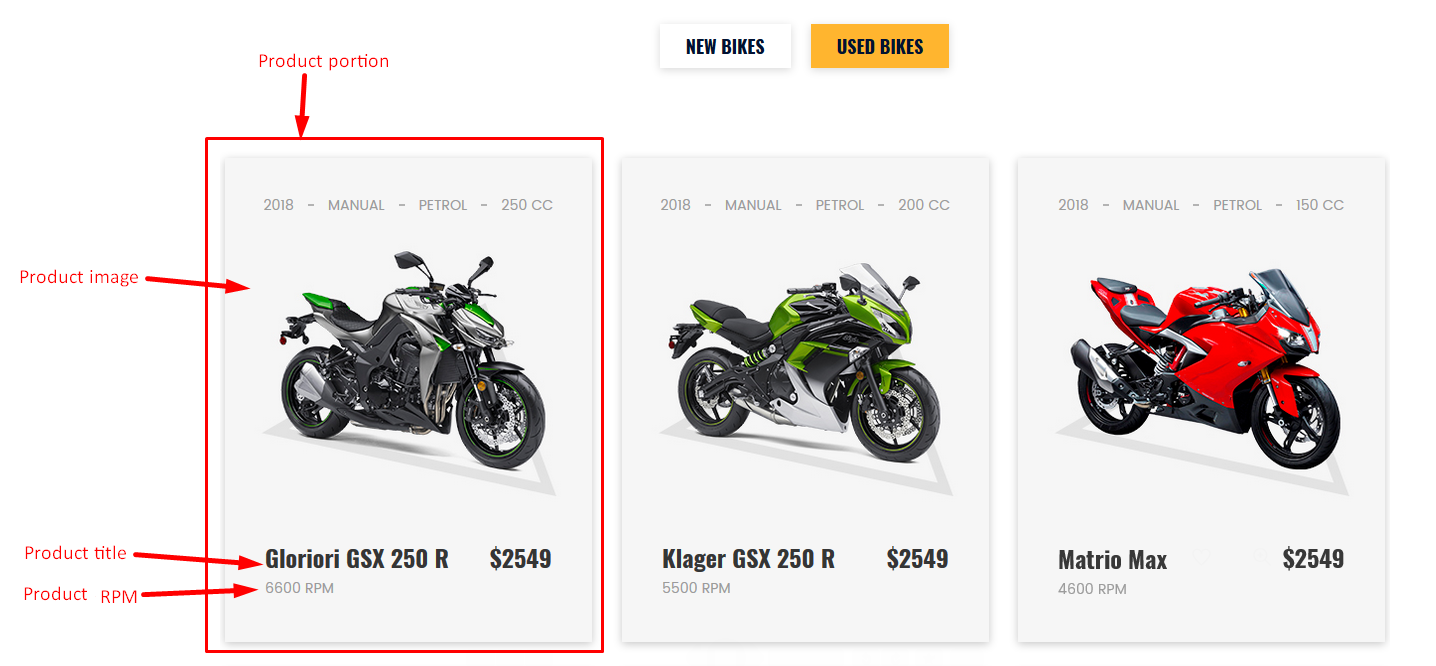 NEW BIKES
USED BIKES
Product portion
2018 - MANUAL - PETROL - 250 CC
2018 - MANUAL - PETROL - 200 CC
2018 - MANUAL - PETROL - 150 CC
Product image
Product title
Gloriori GSX 250 R $2549
Klager GSX 250 R $2549
Matrio Max $2549
Product RPM
6600 RPM
5500 RPM
4600 RPM